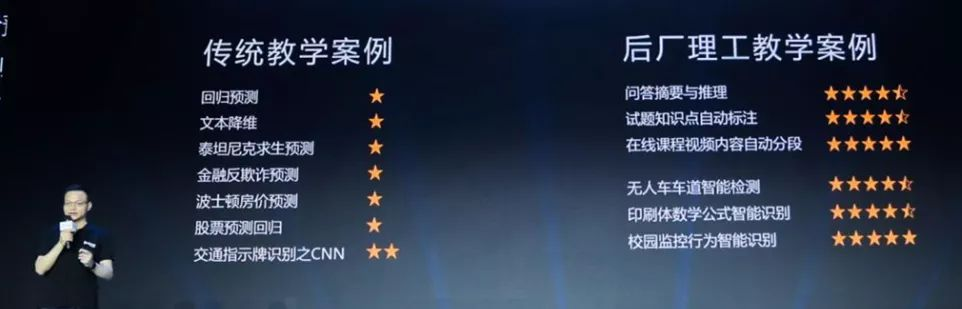 传统教学案例
回归预测
文本降维
泰坦尼克求生预测
金融反欺诈预测
波士顿房价预测
股票预测回归
交通指示牌识别之CNN
后厂理工教学案例
问答摘要与推理
试题知识点自动标注
在线课程视频内容自动分段
无人车车道智能检测
印刷体数学公式智能识别
校园监控行为智能识别